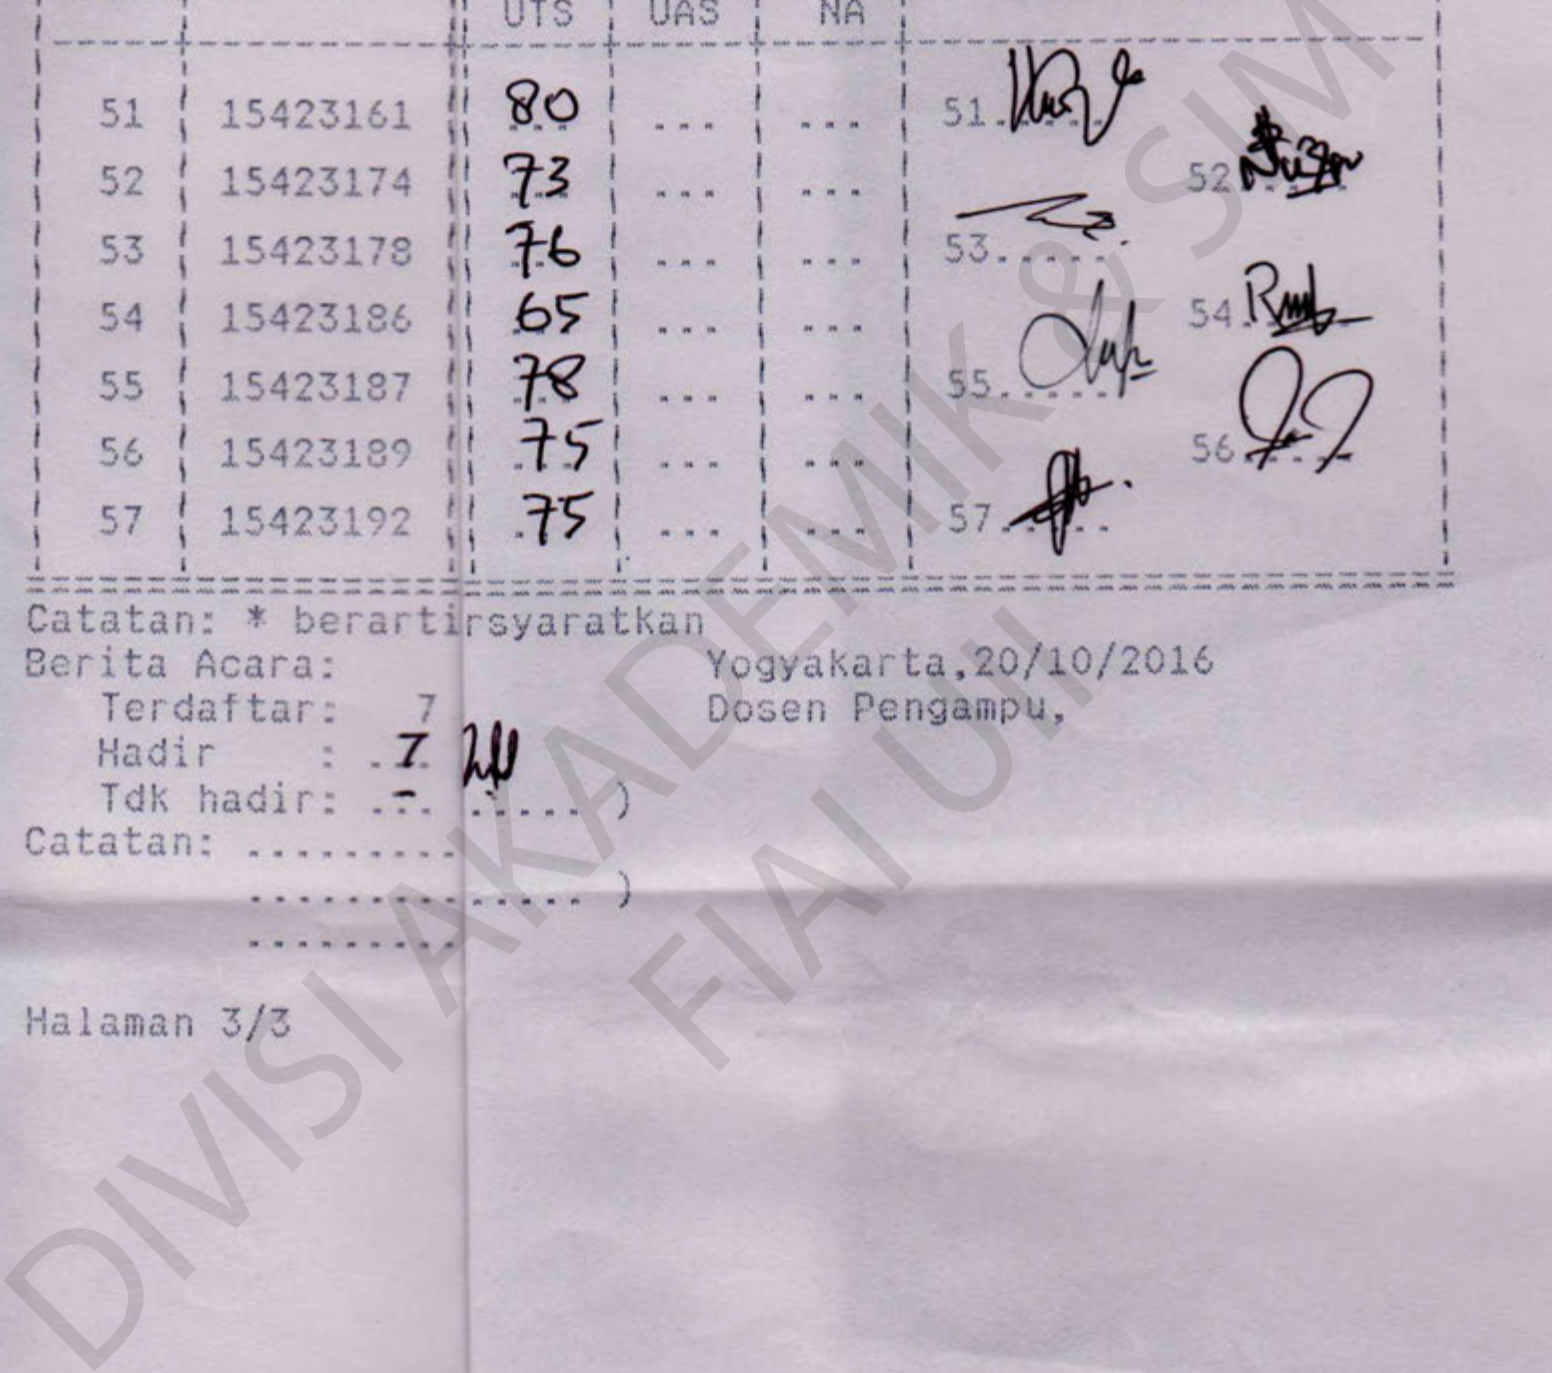 UTS UAS NA
51 15423161 80 ... ... 51......
52 15423174 73 ... ... 52......
53 15423178 76 ... ... 53......
54 15423186 65 ... ... 54......
55 15423187 78 ... ... 55......
56 15423189 75 ... ... 56......
57 15423192 75 ... ... 57......
Catatan: * berartirsyaratkan
Berita Acara: Yogyakarta,20/10/2016
Terdaftar: 7 Dosen Pengampu,
Hadir : 7
Tdk hadir: - ..... )
Catatan: .........
.............. )
.........
Halaman 3/3
DIVISI AKADEMIK & SIM
FIAI UII